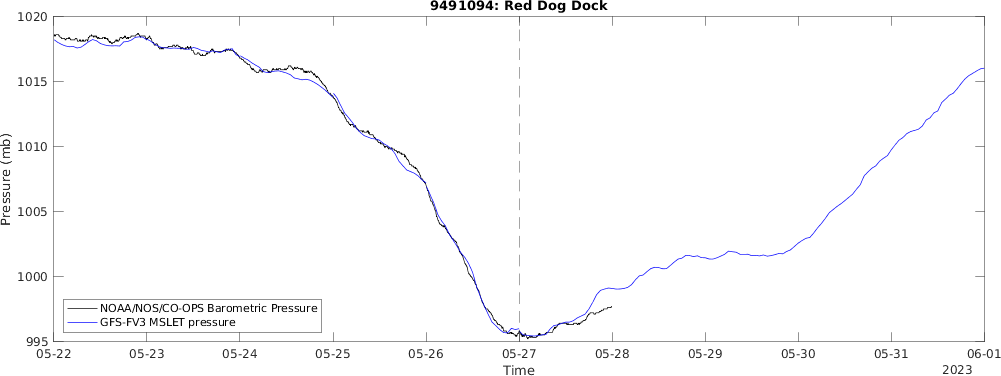 9491094: Red Dog Dock
1020
1015
1010
1005
1000
995
Pressure (mb)
NOAA/NOS/CO-OPS Barometric Pressure
GFS-FV3 MSLET pressure
05-22 05-23 05-24 05-25 05-26 05-27 05-28 05-29 05-30 05-31 06-01
Time
2023